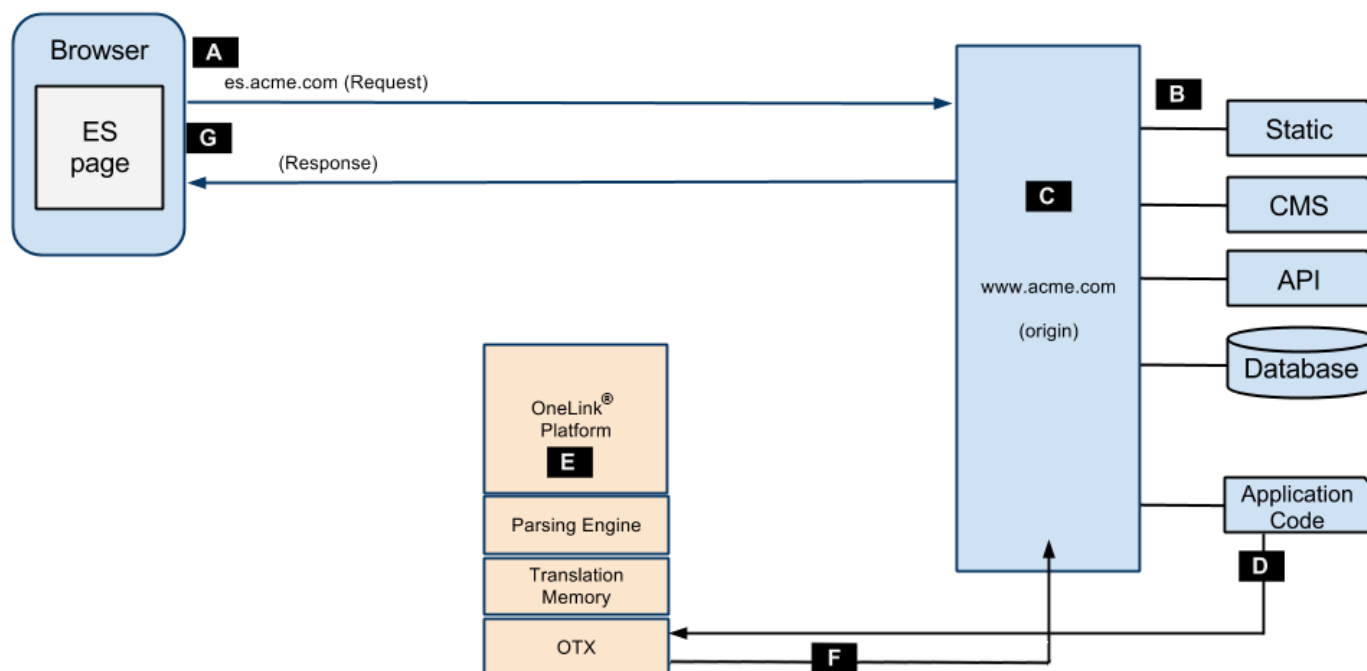 Browser
A
es.acme.com (Request)
ES
page
G
(Response)
B
Static
C
CMS
www.acme.com
(origin)
API
Database
OneLink®
Platform
E
Parsing Engine
Translation
Memory
OTX
Application
Code
D
F